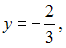 y = −2/3,